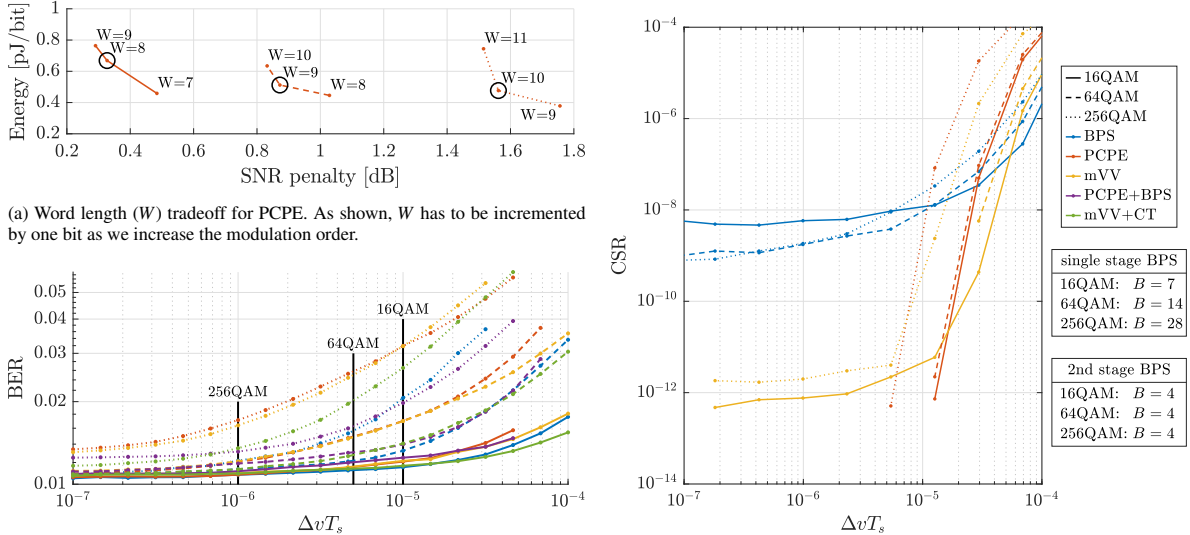 Energy [pJ/bit]
1
0.8
0.6
0.4
0.2
W=9
W=8
W=7
W=10
W=9
W=8
W=11
W=10
W=9
0.2 0.4 0.6 0.8 1 1.2 1.4 1.6 1.8
SNR penalty [dB]
(a) Word length (W) tradeoff for PCPE. As shown, W has to be incremented
by one bit as we increase the modulation order.
BER
0.05
0.04
0.03
0.02
0.01
256QAM
64QAM
16QAM
10⁻⁷ 10⁻⁶ 10⁻⁵ 10⁻⁴
ΔvTₛ
CSR
10⁻⁴
10⁻⁶
10⁻⁸
10⁻¹⁰
10⁻¹²
10⁻¹⁴
10⁻⁷ 10⁻⁶ 10⁻⁵ 10⁻⁴
ΔvTₛ
16QAM
64QAM
256QAM
BPS
PCPE
mVV
PCPE+BPS
mVV+CT
single stage BPS
16QAM: B = 7
64QAM: B = 14
256QAM: B = 28
2nd stage BPS
16QAM: B = 4
64QAM: B = 4
256QAM: B = 4